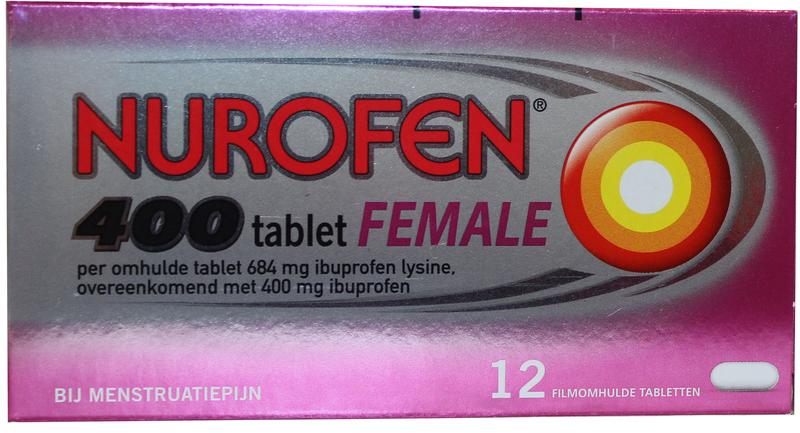 NUROFEN®
400 tablet FEMALE
per omhulde tablet 684 mg ibuprofen lysine,
overeenkomend met 400 mg ibuprofen
BIJ MENSTRUATIEPIJN
12 FILMOMHULDE TABLETTEN